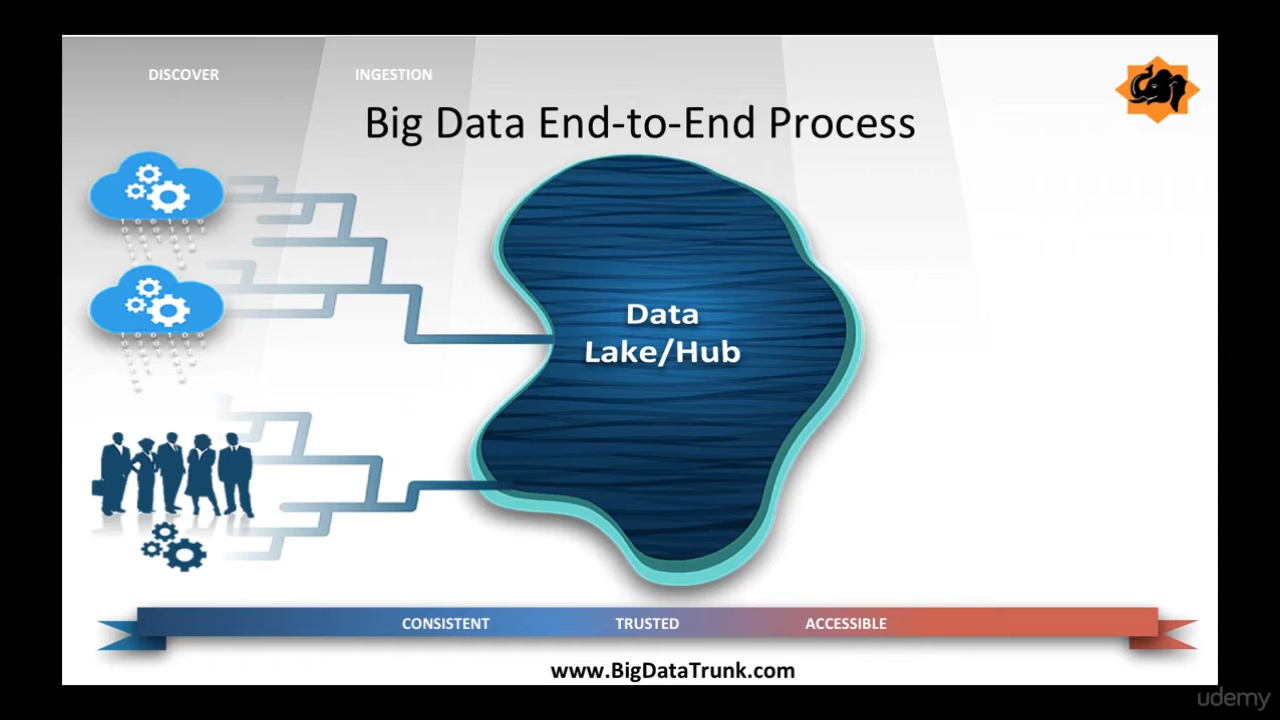 DISCOVER
INGESTION
Big Data End-to-End Process
Data
Lake/Hub
CONSISTENT
TRUSTED
ACCESSIBLE
www.BigDataTrunk.com
udemy